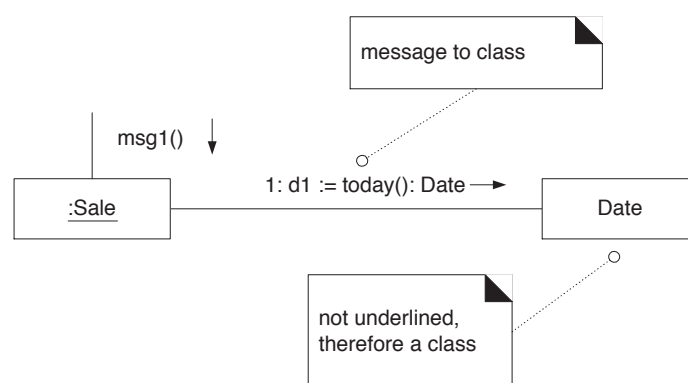 message to class
msg1()
1: d1 := today(): Date
:Sale
Date
not underlined,
therefore a class